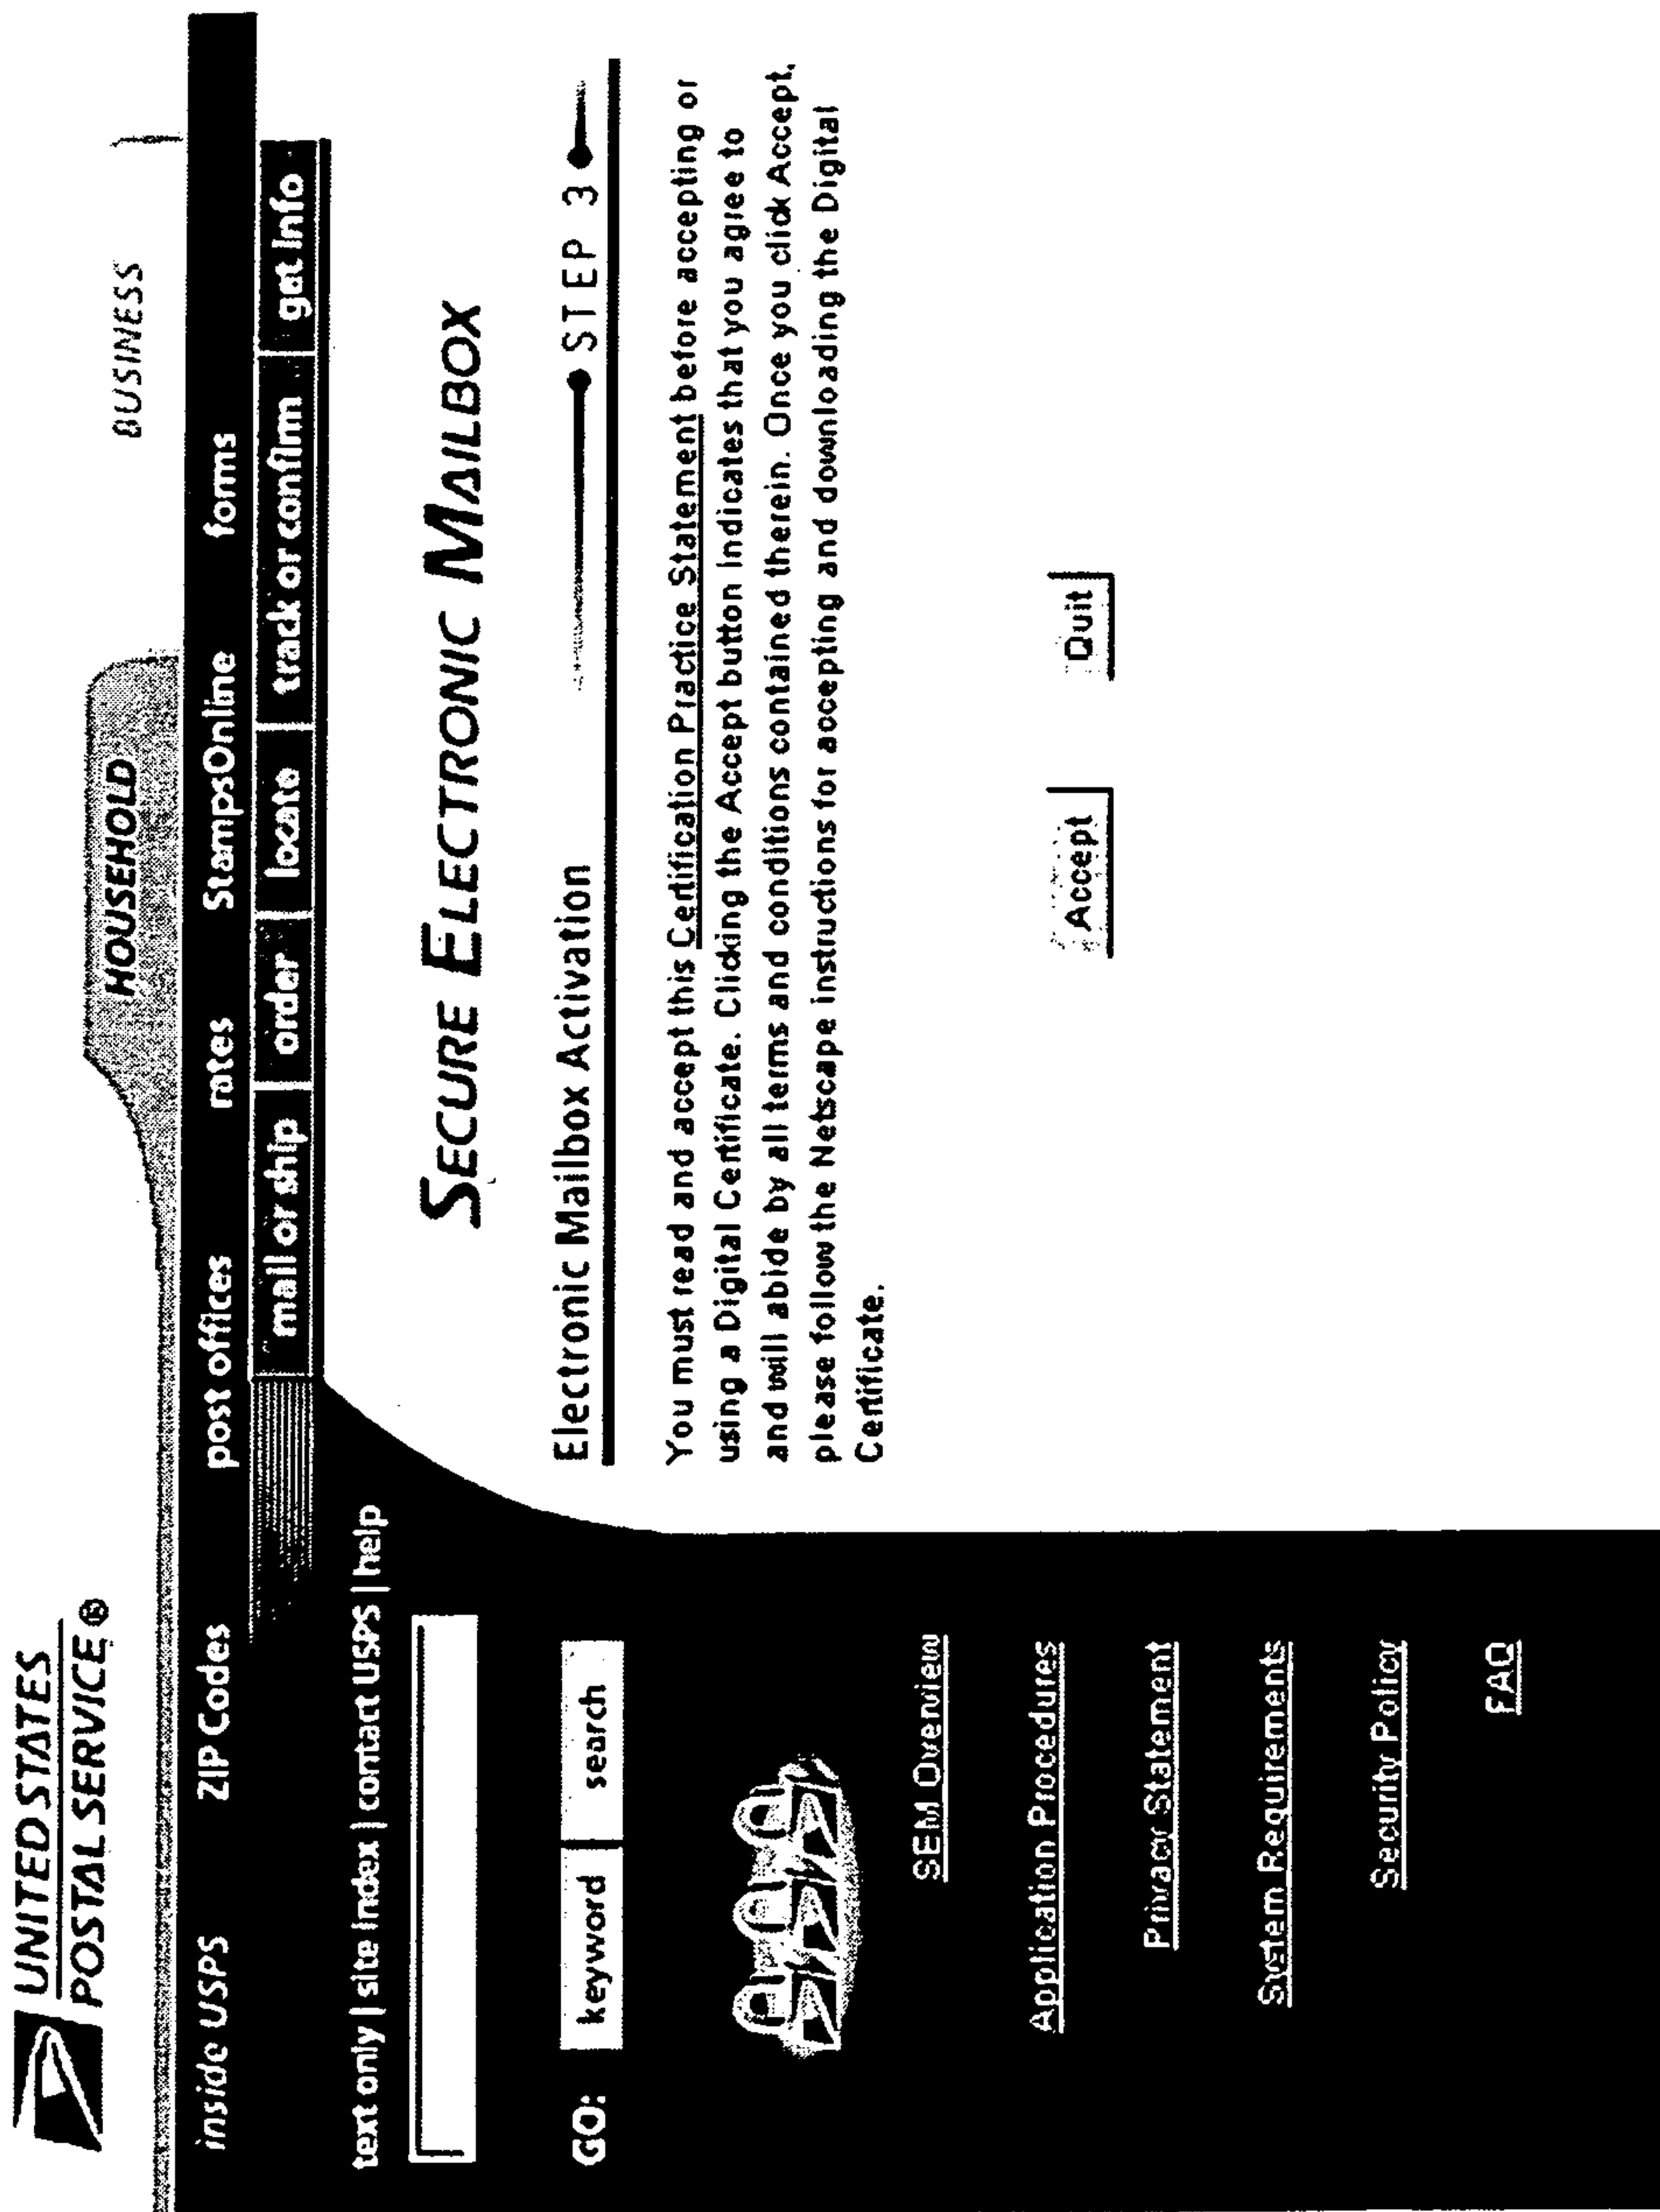 UNITED STATES
POSTAL SERVICE®
HOUSEHOLD
BUSINESS
inside USPS ZIP Codes post offices rates StampsOnline forms
mail or ship order locate track or confirm get info
text only | site index | contact USPS | help
GO: keyword search
SEM Overview
Application Procedures
Privacy Statement
System Requirements
Security Policy
FAQ
SECURE ELECTRONIC MAILBOX
Electronic Mailbox Activation STEP 3
You must read and accept this Certification Practice Statement before accepting or
using a Digital Certificate. Clicking the Accept button indicates that you agree to
and will abide by all terms and conditions contained therein. Once you click Accept,
please follow the Netscape instructions for accepting and downloading the Digital
Certificate.
Accept Quit